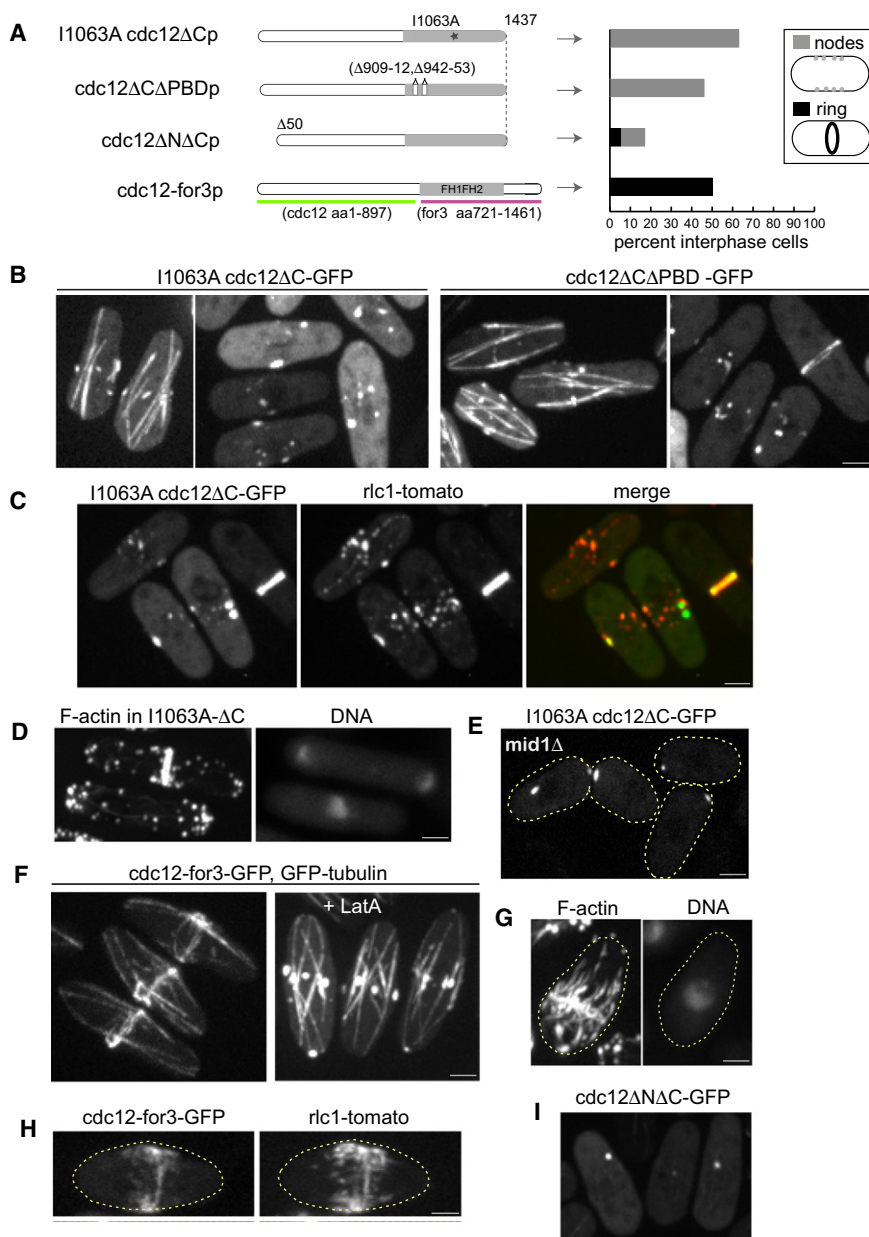 A
I1063A
1437
I1063A cdc12ΔCp
(Δ909-12,Δ942-53)
cdc12ΔCΔPBDp
Δ50
cdc12ΔNΔCp
cdc12-for3p
FH1FH2
(cdc12 aa1-897)
(for3 aa721-1461)
nodes
ring
0 10 20 30 40 50 60 70 80 90 100
percent interphase cells
B
I1063A cdc12ΔC-GFP
cdc12ΔCΔPBD -GFP
C
I1063A cdc12ΔC-GFP
rlc1-tomato
merge
D
F-actin in I1063A-ΔC
DNA
E
I1063A cdc12ΔC-GFP
mid1Δ
F
cdc12-for3-GFP, GFP-tubulin
+ LatA
G
F-actin
DNA
H
cdc12-for3-GFP
rlc1-tomato
I
cdc12ΔNΔC-GFP